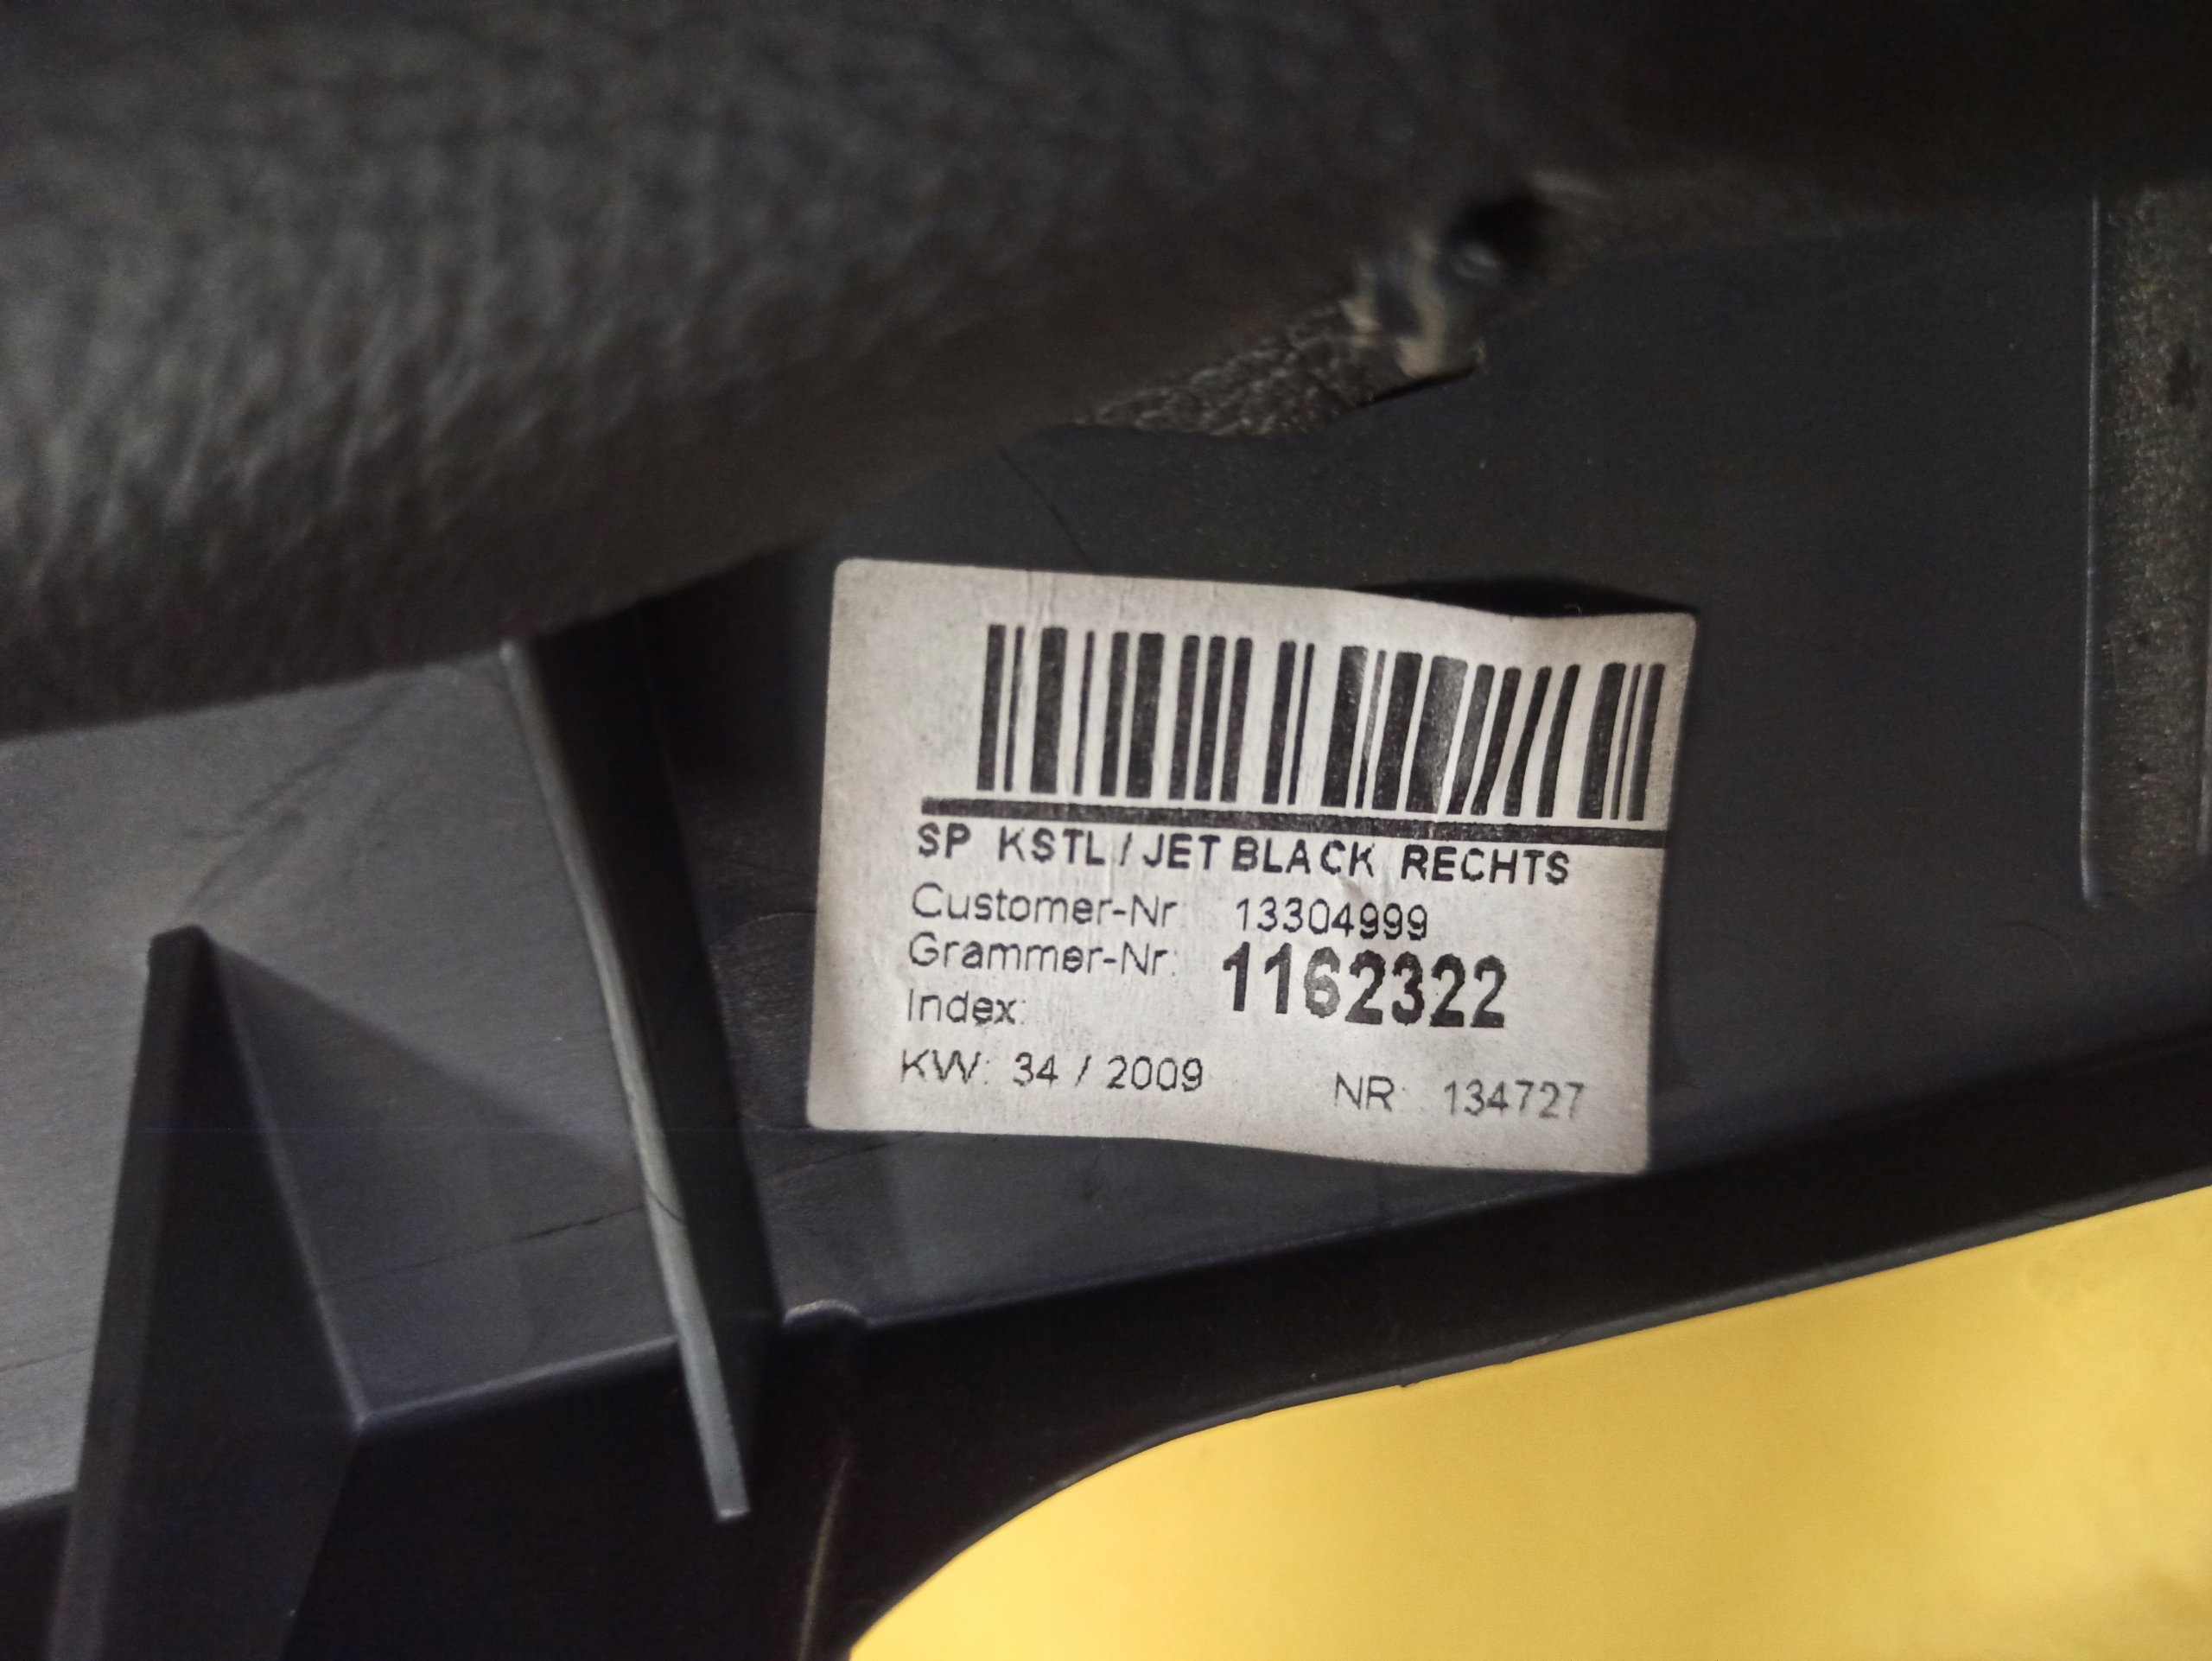 SP KSTL / JET BLACK RECHTS
Customer-Nr: 13304999
Grammer-Nr: 1162322
Index:
KW: 34 / 2009 NR: 134727